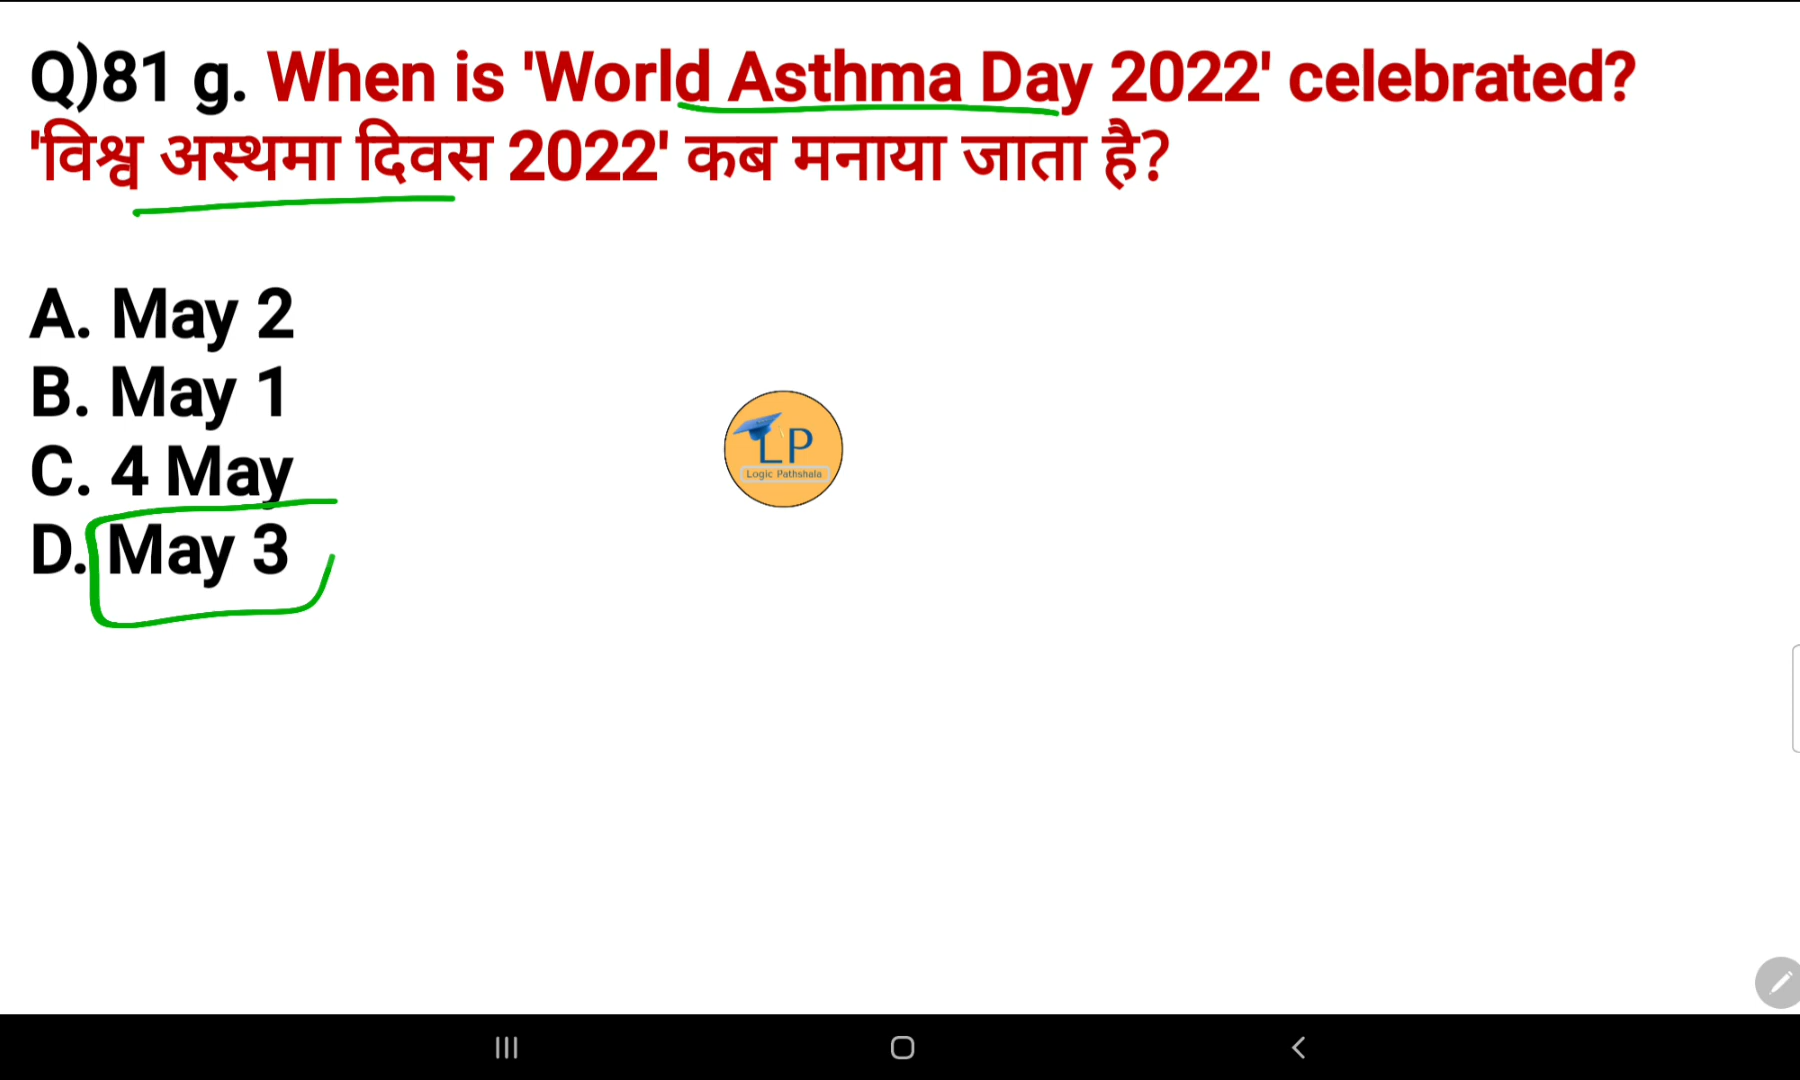 Q)81 g. When is 'World Asthma Day 2022' celebrated?
'विश्व अस्थमा दिवस 2022' कब मनाया जाता है?
A. May 2
B. May 1
C. 4 May
D. May 3
LP
Logic Pathshala